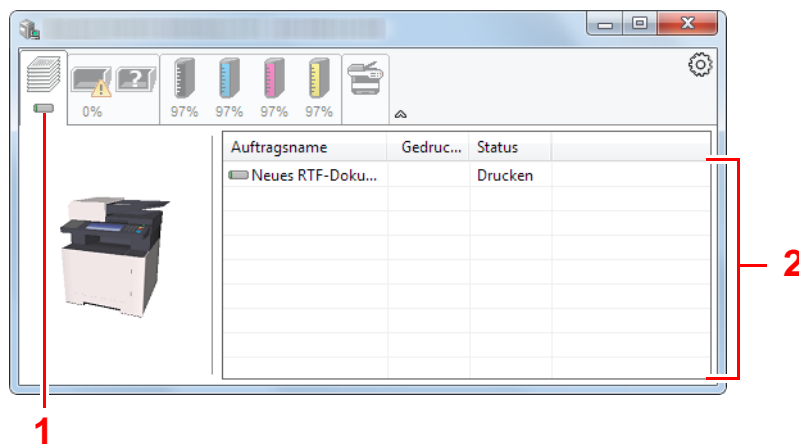 ?
0% 97% 97% 97% 97%
Auftragsname Gedruc... Status
Neues RTF-Doku... Drucken
2
1